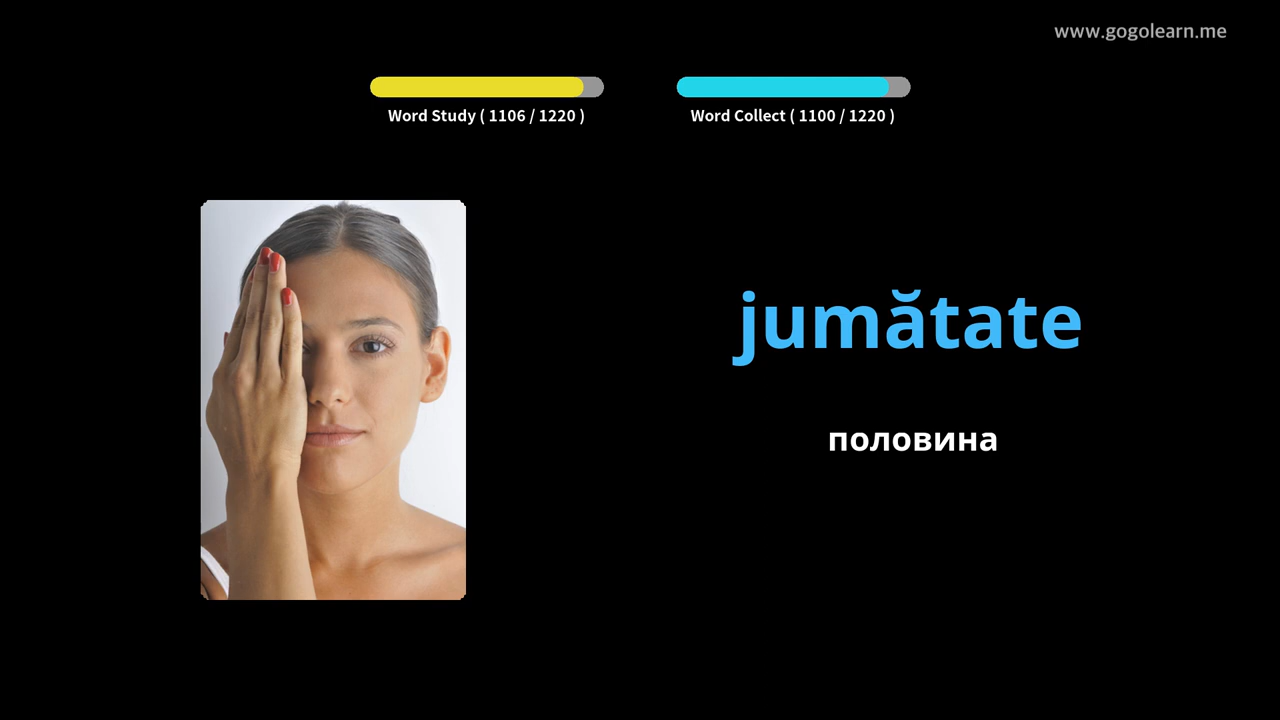 www.gogolearn.me
Word Study ( 1106 / 1220 )
Word Collect ( 1100 / 1220 )
jumătate
половина